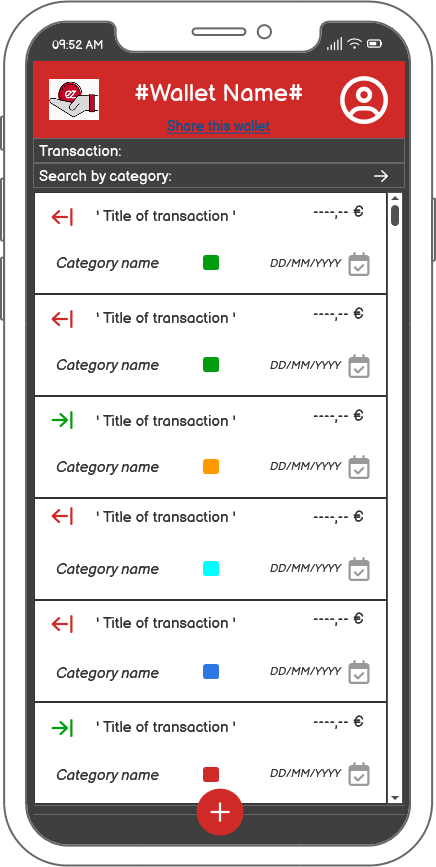 09:52 AM
ez
#Wallet Name#
Share this wallet
Transaction:
Search by category:
' Title of transaction '
----,-- €
Category name
DD/MM/YYYY
' Title of transaction '
----,-- €
Category name
DD/MM/YYYY
' Title of transaction '
----,-- €
Category name
DD/MM/YYYY
' Title of transaction '
----,-- €
Category name
DD/MM/YYYY
' Title of transaction '
----,-- €
Category name
DD/MM/YYYY
' Title of transaction '
----,-- €
Category name
DD/MM/YYYY